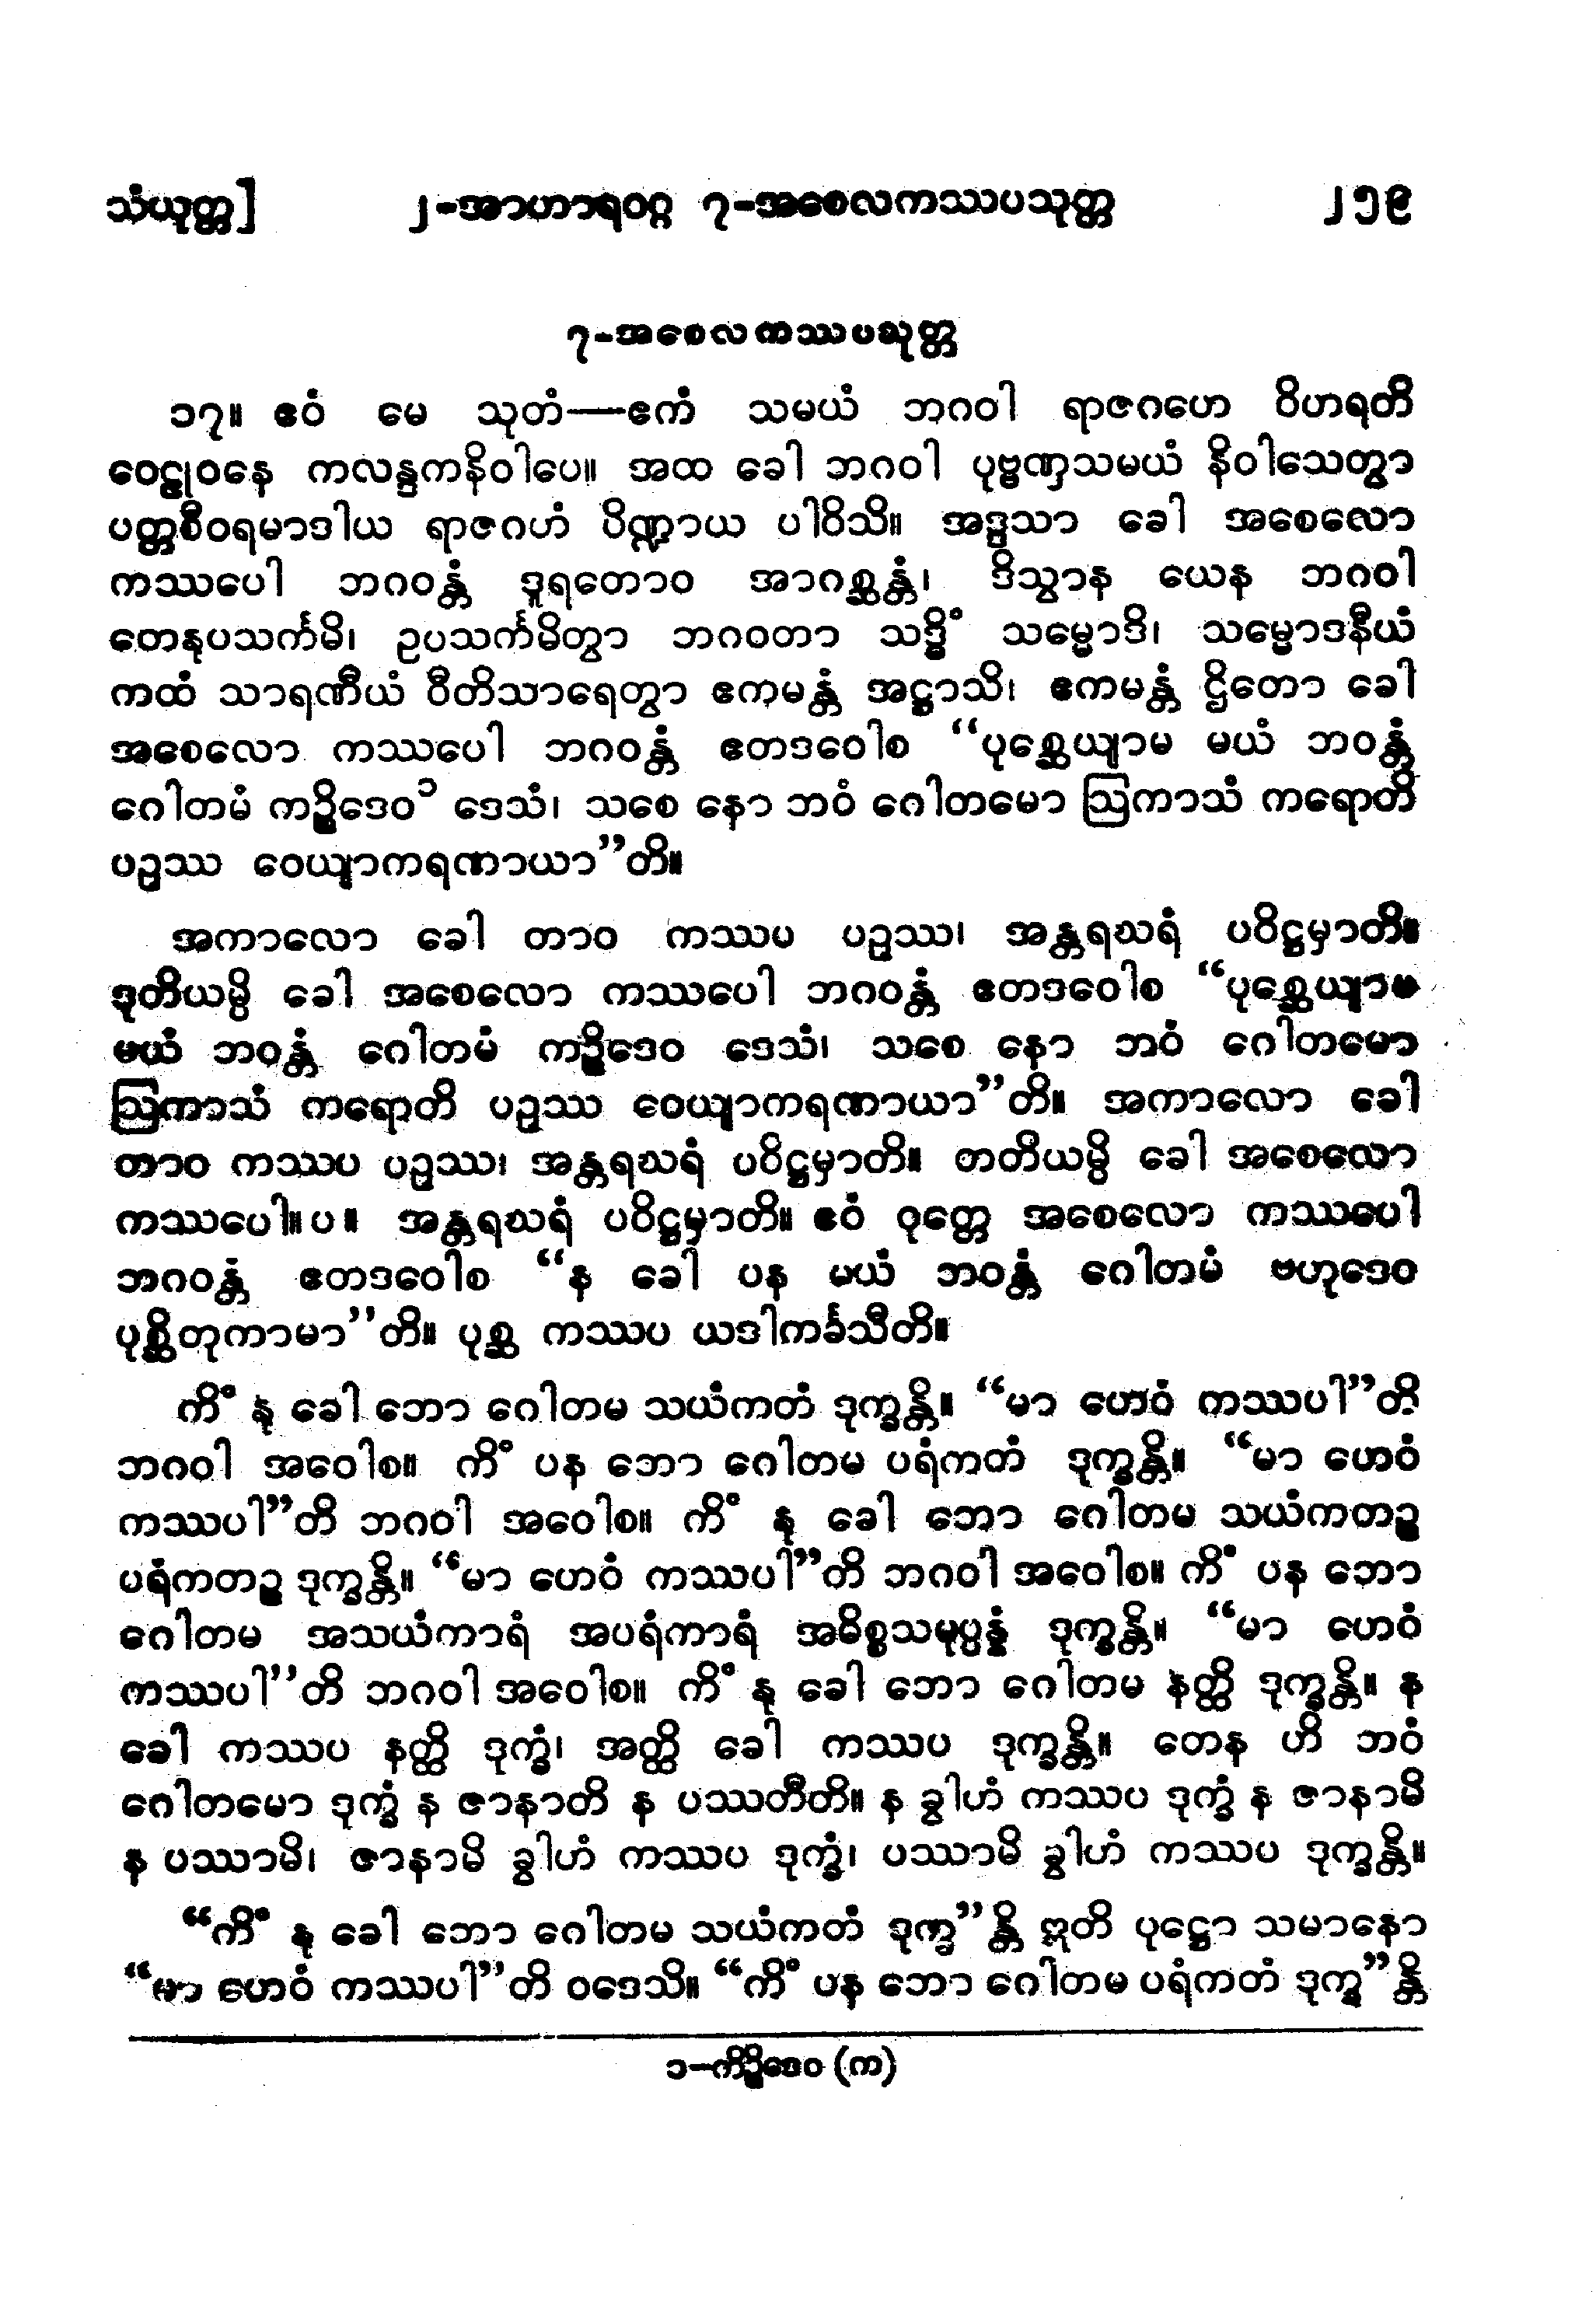 သံယုတ္တ] ၂-အာဟာရဝဂ္ဂ ၇-အစေလကဿပသုတ္တ ၂၅၉
၇-အစေလကဿပသုတ္တ
၁၇။ ဧဝံ မေ သုတံ—ဧကံ သမယံ ဘဂဝါ ရာဇဂဟေ ဝိဟရတိ
ဝေဠုဝနေ ကလန္ဒကနိဝါပေ။ အထ ခေါ ဘဂဝါ ပုဗ္ဗဏှသမယံ နိဝါသေတွာ
ပတ္တစီဝရမာဒါယ ရာဇဂဟံ ပိဏ္ဍာယ ပါဝိသိ။ အဒ္ဒသာ ခေါ အစေလော
ကဿပေါ ဘဂဝန္တံ ဒူရတောဝ အာဂစ္ဆန္တံ၊ ဒိသွာန ယေန ဘဂဝါ
တေနုပသင်္ကမိ၊ ဥပသင်္ကမိတွာ ဘဂဝတာ သဒ္ဓိံ သမ္မောဒိ၊ သမ္မောဒနီယံ
ကထံ သာရဏီယံ ဝီတိသာရေတွာ ဧကမန္တံ အဋ္ဌာသိ၊ ဧကမန္တံ ဌိတော ခေါ
အစေလော ကဿပေါ ဘဂဝန္တံ ဧတဒဝေါစ “ပုစ္ဆေယျာမ မယံ ဘဝန္တံ
ဂေါတမံ ကဉ္စိဒေဝ၁ ဒေသံ၊ သစေ နော ဘဝံ ဂေါတမော ဩကာသံ ကရောတိ
ပဉှဿ ဝေယျာကရဏာယာ”တိ။
အကာလော ခေါ တာဝ ကဿပ ပဉှဿ၊ အန္တရဃရံ ပဝိဋ္ဌမှာတိ။
ဒုတိယမ္ပိ ခေါ အစေလော ကဿပေါ ဘဂဝန္တံ ဧတဒဝေါစ “ပုစ္ဆေယျာမ
မယံ ဘဝန္တံ ဂေါတမံ ကဉ္စိဒေဝ ဒေသံ၊ သစေ နော ဘဝံ ဂေါတမော
ဩကာသံ ကရောတိ ပဉှဿ ဝေယျာကရဏာယာ”တိ။ အကာလော ခေါ
တာဝ ကဿပ ပဉှဿ၊ အန္တရဃရံ ပဝိဋ္ဌမှာတိ။ တတိယမ္ပိ ခေါ အစေလော
ကဿပေါ။ပ။ အန္တရဃရံ ပဝိဋ္ဌမှာတိ။ ဧဝံ ဝုတ္တေ အစေလော ကဿပေါ
ဘဂဝန္တံ ဧတဒဝေါစ “န ခေါ ပန မယံ ဘဝန္တံ ဂေါတမံ ဗဟုဒေဝ
ပုစ္ဆိတုကာမာ”တိ။ ပုစ္ဆ ကဿပ ယဒါကင်္ခသီတိ။
ကိံ နု ခေါ ဘော ဂေါတမ သယံကတံ ဒုက္ခန္တိ။ “မာ ဟေဝံ ကဿပါ”တိ
ဘဂဝါ အဝေါစ။ ကိံ ပန ဘော ဂေါတမ ပရံကတံ ဒုက္ခန္တိ။ “မာ ဟေဝံ
ကဿပါ”တိ ဘဂဝါ အဝေါစ။ ကိံ နု ခေါ ဘော ဂေါတမ သယံကတဉ္စ
ပရံကတဉ္စ ဒုက္ခန္တိ။ “မာ ဟေဝံ ကဿပါ”တိ ဘဂဝါ အဝေါစ။ ကိံ ပန ဘော
ဂေါတမ အသယံကာရံ အပရံကာရံ အဓိစ္စသမုပ္ပန္နံ ဒုက္ခန္တိ။ “မာ ဟေဝံ
ကဿပါ”တိ ဘဂဝါ အဝေါစ။ ကိံ နု ခေါ ဘော ဂေါတမ နတ္ထိ ဒုက္ခန္တိ။ န
ခေါ ကဿပ နတ္ထိ ဒုက္ခံ၊ အတ္ထိ ခေါ ကဿပ ဒုက္ခန္တိ။ တေန ဟိ ဘဝံ
ဂေါတမော ဒုက္ခံ န ဇာနာတိ န ပဿတီတိ။ န ခွါဟံ ကဿပ ဒုက္ခံ န ဇာနာမိ
န ပဿာမိ၊ ဇာနာမိ ခွါဟံ ကဿပ ဒုက္ခံ၊ ပဿာမိ ခွါဟံ ကဿပ ဒုက္ခန္တိ။
“ကိံ နု ခေါ ဘော ဂေါတမ သယံကတံ ဒုက္ခ”န္တိ ဣတိ ပုဋ္ဌော သမာနော
“မာ ဟေဝံ ကဿပါ”တိ ဝဒေသိ။ “ကိံ ပန ဘော ဂေါတမ ပရံကတံ ဒုက္ခ”န္တိ
၁-ကိဉ္စိဒေဝ (က)